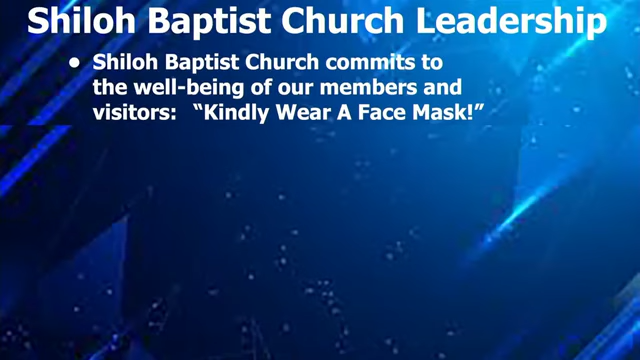 Shiloh Baptist Church Leadership
• Shiloh Baptist Church commits to
the well-being of our members and
visitors: “Kindly Wear A Face Mask!”